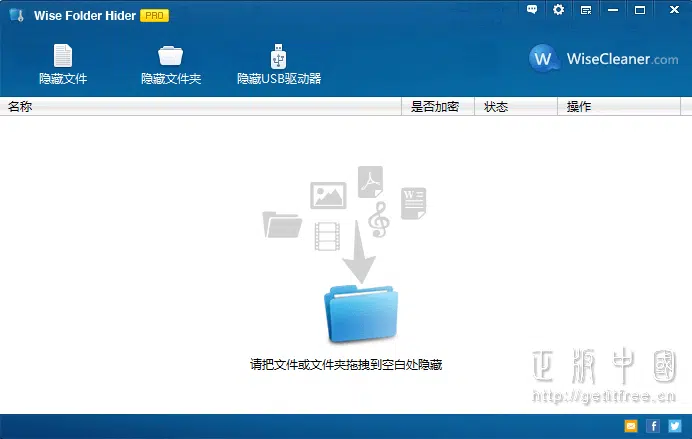 Wise Folder Hider PRO
隐藏文件 隐藏文件夹 隐藏USB驱动器
WiseCleaner.com
名称 是否加密 状态 操作
请把文件或文件夹拖拽到空白处隐藏
正版中國
http://getitfree.cn